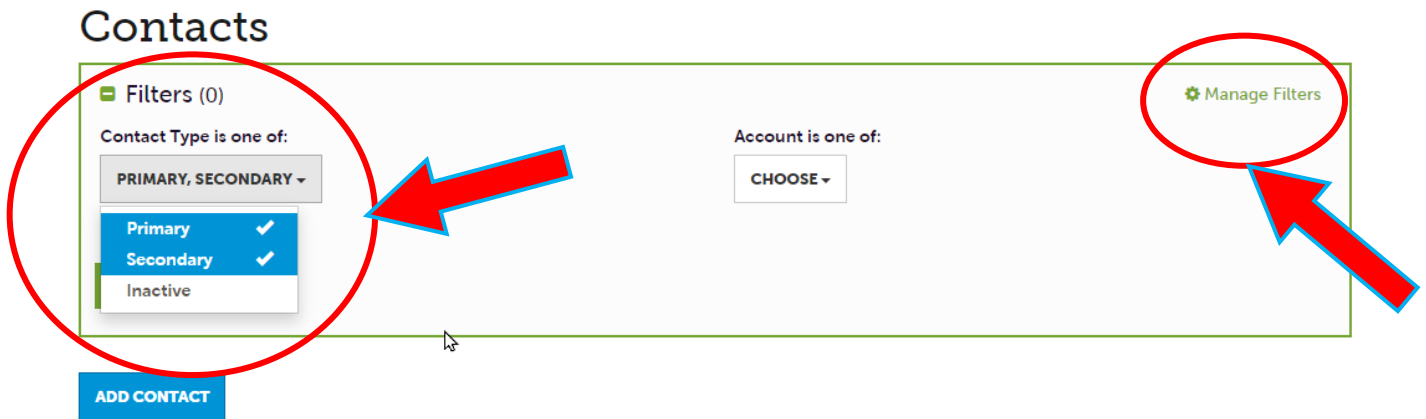 Contacts
Filters (0)
Manage Filters
Contact Type is one of:
Account is one of:
PRIMARY, SECONDARY
CHOOSE
Primary
Secondary
Inactive
ADD CONTACT